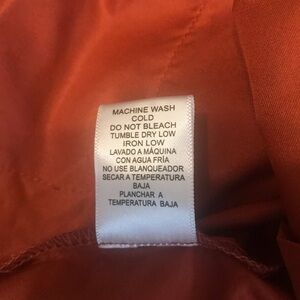 MACHINE WASH
COLD
DO NOT BLEACH
TUMBLE DRY LOW
IRON LOW
LAVADO A MÁQUINA
CON AGUA FRÍA
NO USE BLANQUEADOR
SECAR A TEMPERATURA
BAJA
PLANCHAR A
TEMPERATURA BAJA